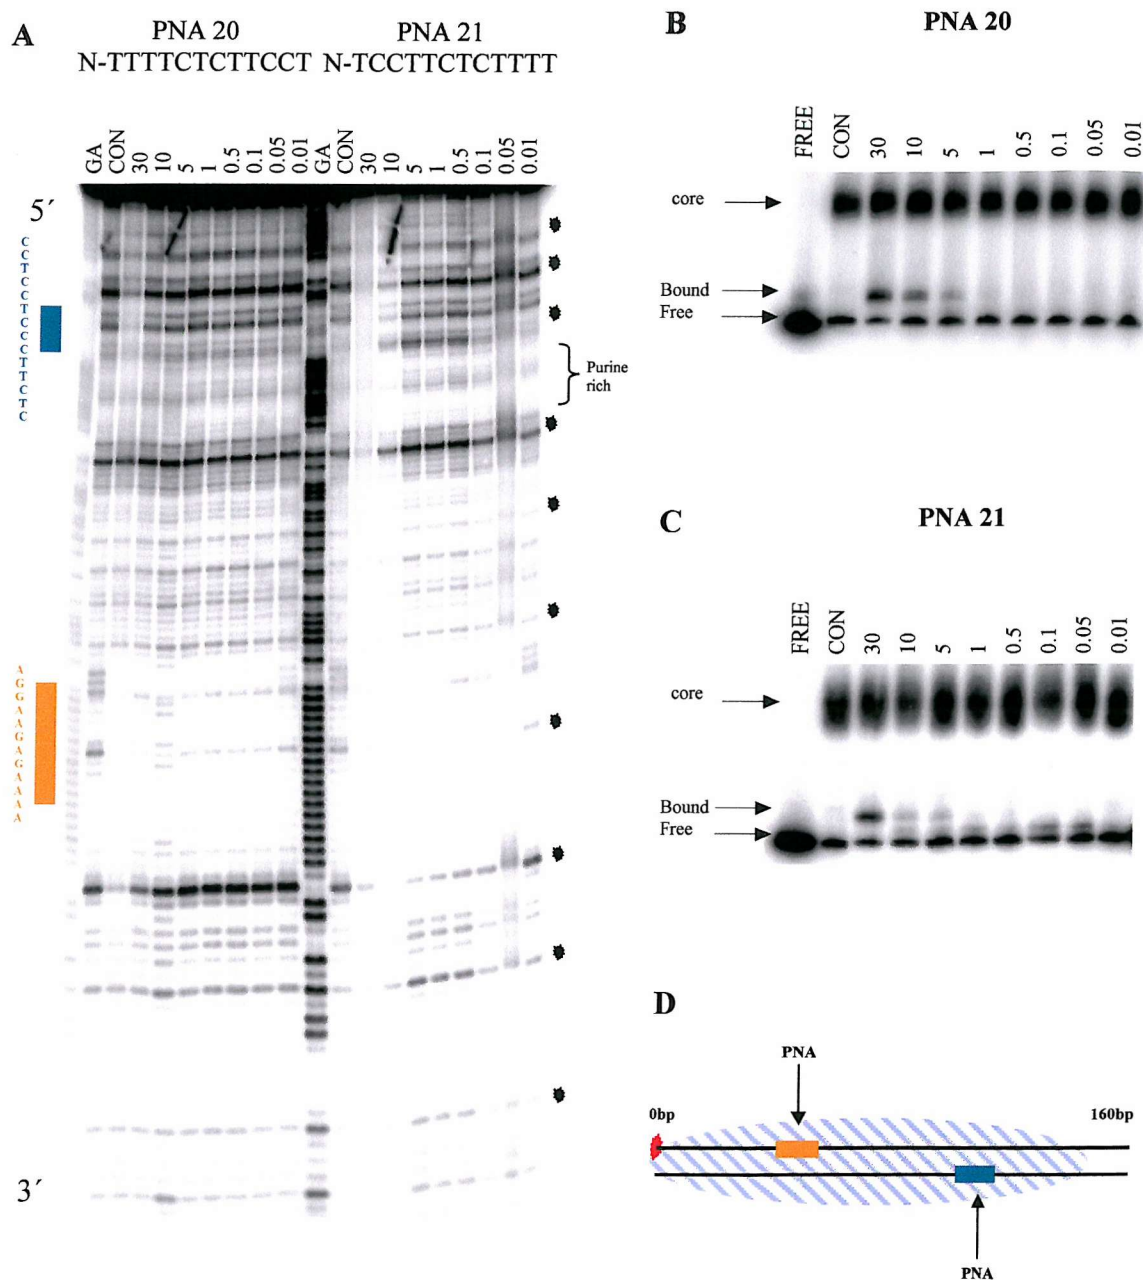 A
PNA 20
PNA 21
N-TTTTCTCTTCCT
N-TCCTTCTCTTTT
GA CON 30 10 5 1 0.5 0.1 0.05 0.01 GA CON 30 10 5 1 0.5 0.1 0.05 0.01
5´
CCTCCTCCCTTCTC
Purine
rich
AGGAAGAGAAAA
3´
B
PNA 20
FREE CON 30 10 5 1 0.5 0.1 0.05 0.01
core
Bound
Free
C
PNA 21
FREE CON 30 10 5 1 0.5 0.1 0.05 0.01
core
Bound
Free
D
PNA
0bp
160bp
PNA